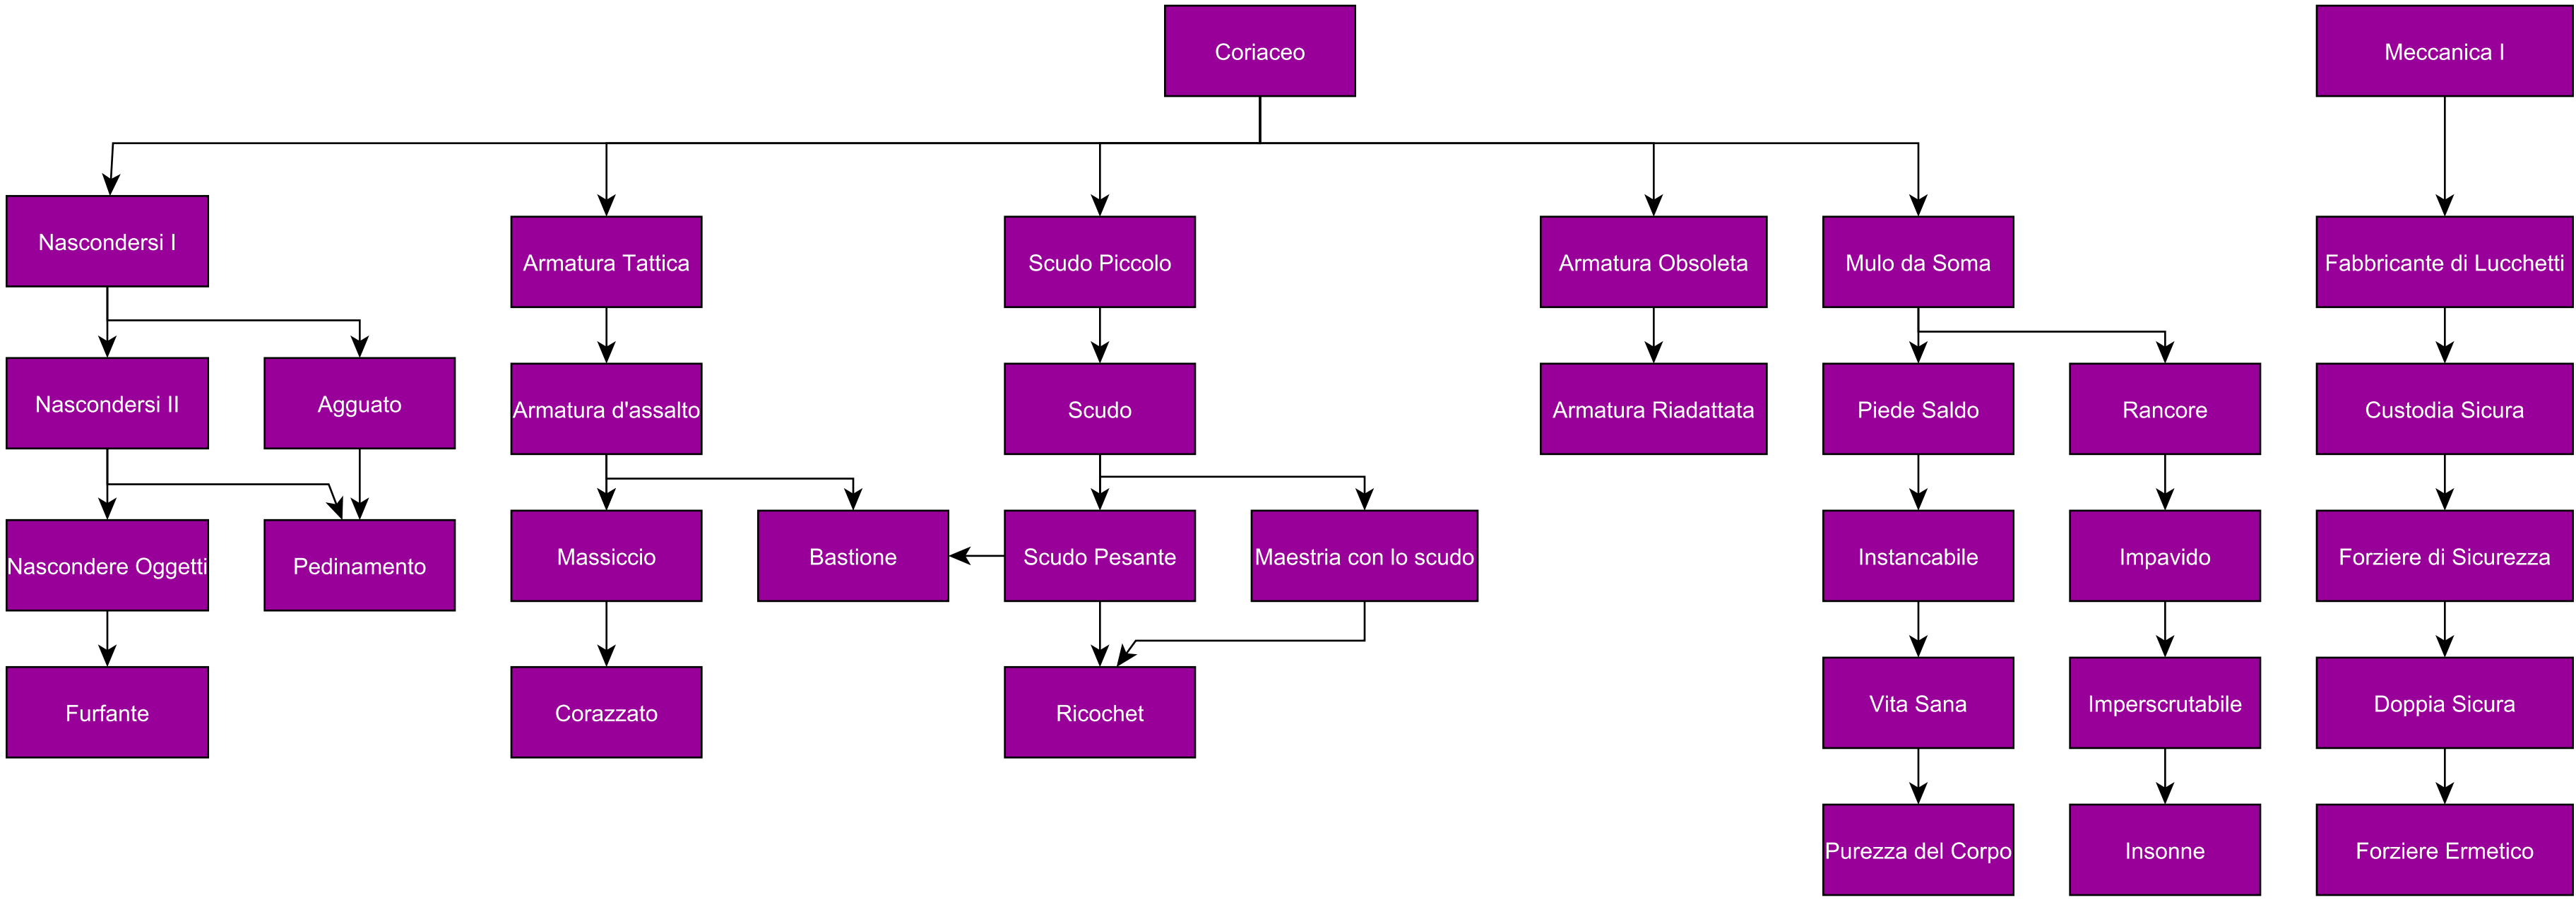 Coriaceo
Meccanica I
Nascondersi I
Armatura Tattica
Scudo Piccolo
Armatura Obsoleta
Mulo da Soma
Fabbricante di Lucchetti
Nascondersi II
Agguato
Armatura d'assalto
Scudo
Armatura Riadattata
Piede Saldo
Rancore
Custodia Sicura
Nascondere Oggetti
Pedinamento
Massiccio
Bastione
Scudo Pesante
Maestria con lo scudo
Instancabile
Impavido
Forziere di Sicurezza
Furfante
Corazzato
Ricochet
Vita Sana
Imperscrutabile
Doppia Sicura
Purezza del Corpo
Insonne
Forziere Ermetico